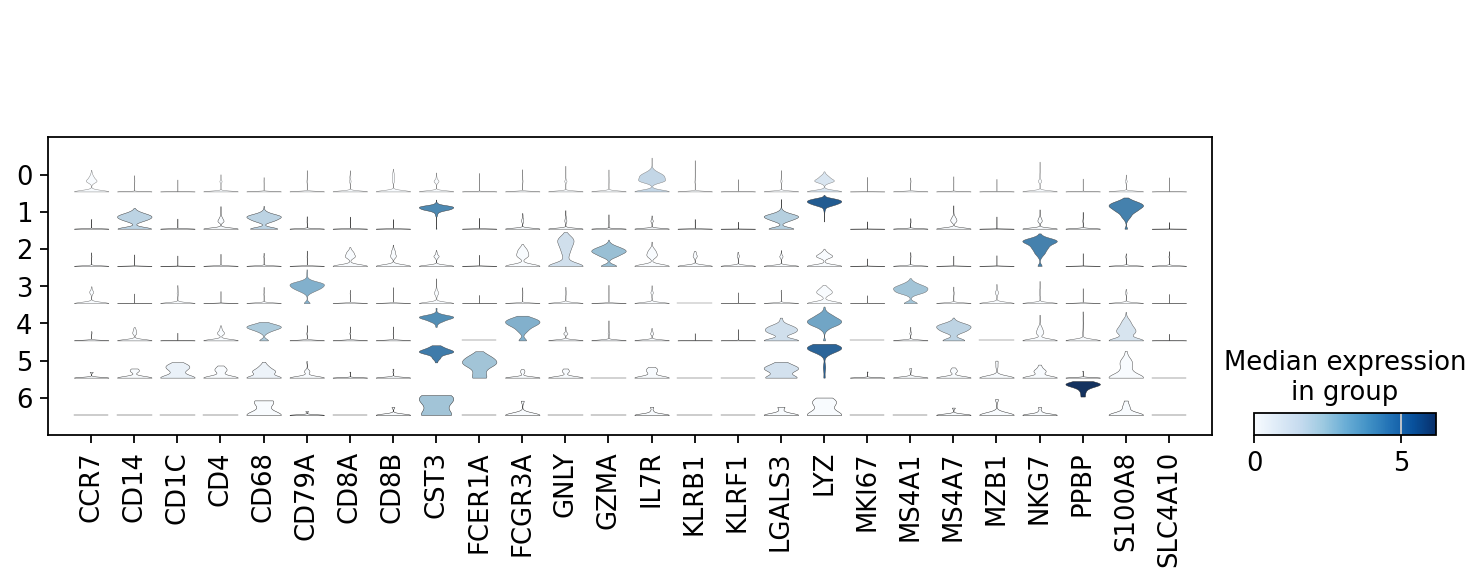 0
1
2
3
4
5
6
CCR7
CD14
CD1C
CD4
CD68
CD79A
CD8A
CD8B
CST3
FCER1A
FCGR3A
GNLY
GZMA
IL7R
KLRB1
KLRF1
LGALS3
LYZ
MKI67
MS4A1
MS4A7
MZB1
NKG7
PPBP
S100A8
SLC4A10
Median expression
in group
0 5